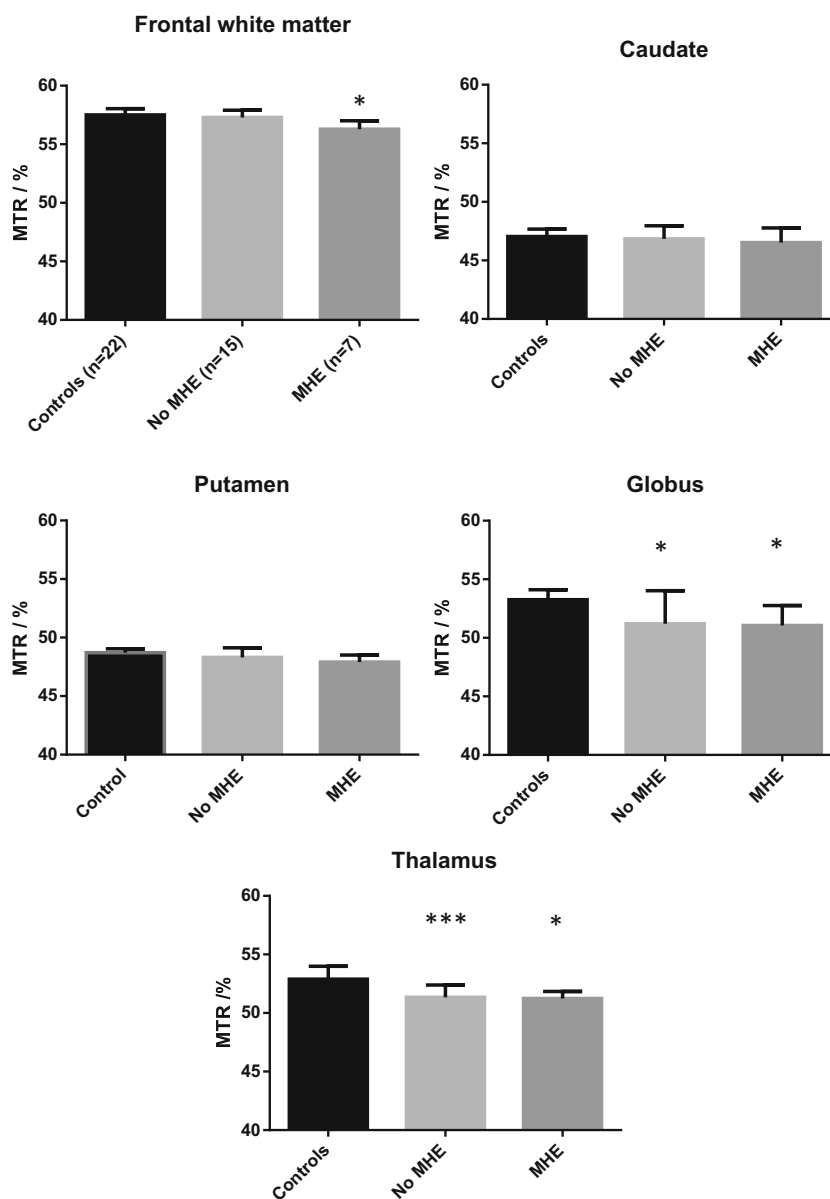 Frontal white matter
60
55
50
45
40
MTR / %
*
Controls (n=22)
No MHE (n=15)
MHE (n=7)
Caudate
60
55
50
45
40
MTR / %
Controls
No MHE
MHE
Putamen
60
55
50
45
40
MTR / %
Control
No MHE
MHE
Globus
60
55
50
45
40
MTR / %
*
*
Controls
No MHE
MHE
Thalamus
60
55
50
45
40
MTR /%
***
*
Controls
No MHE
MHE